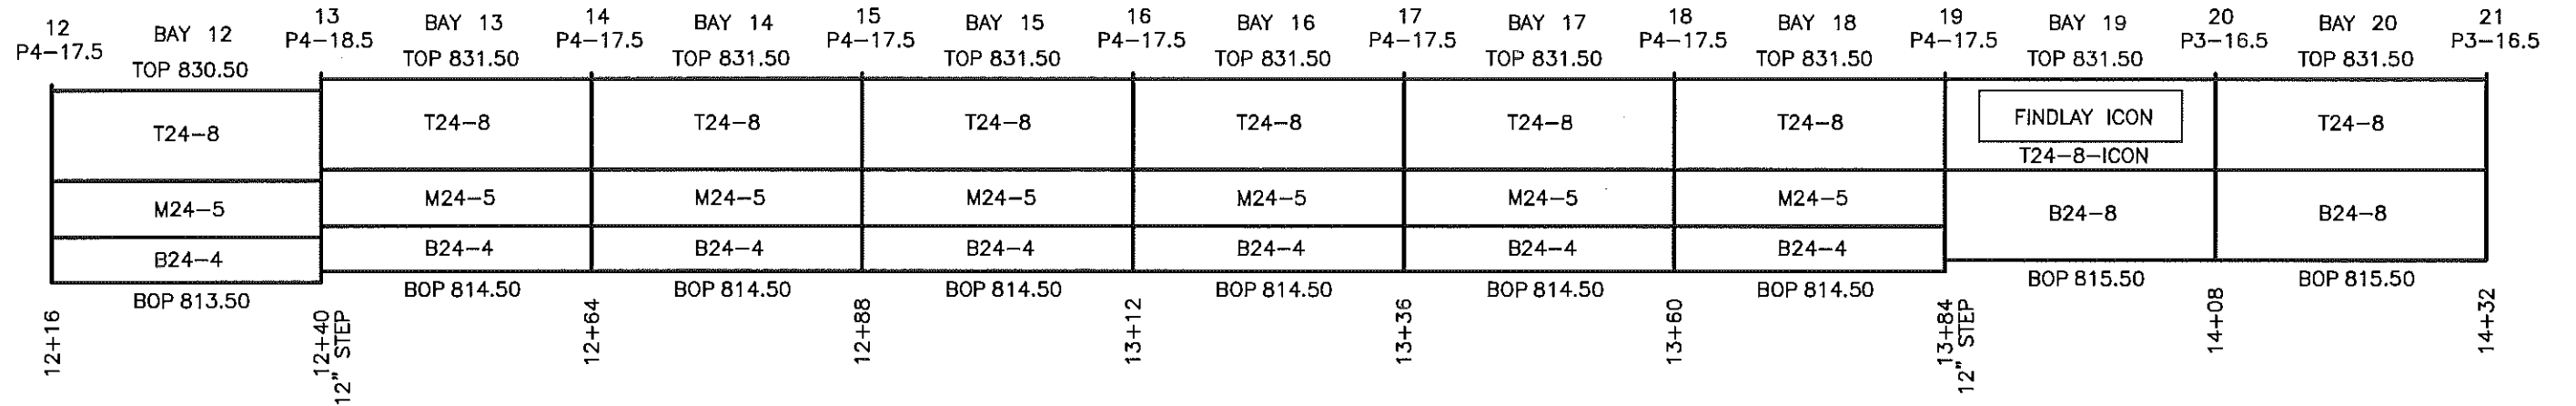 12
P4-17.5
BAY 12
TOP 830.50
13
P4-18.5
BAY 13
TOP 831.50
14
P4-17.5
BAY 14
TOP 831.50
15
P4-17.5
BAY 15
TOP 831.50
16
P4-17.5
BAY 16
TOP 831.50
17
P4-17.5
BAY 17
TOP 831.50
18
P4-17.5
BAY 18
TOP 831.50
19
P4-17.5
BAY 19
TOP 831.50
20
P3-16.5
BAY 20
TOP 831.50
21
P3-16.5
T24-8
T24-8
T24-8
T24-8
T24-8
T24-8
T24-8
FINDLAY ICON
T24-8-ICON
T24-8
M24-5
M24-5
M24-5
M24-5
M24-5
M24-5
M24-5
B24-8
B24-8
B24-4
B24-4
B24-4
B24-4
B24-4
B24-4
B24-4
BOP 813.50
BOP 814.50
BOP 814.50
BOP 814.50
BOP 814.50
BOP 814.50
BOP 814.50
BOP 815.50
BOP 815.50
12+16
12+40
12" STEP
12+64
12+88
13+12
13+36
13+60
13+84
12" STEP
14+08
14+32